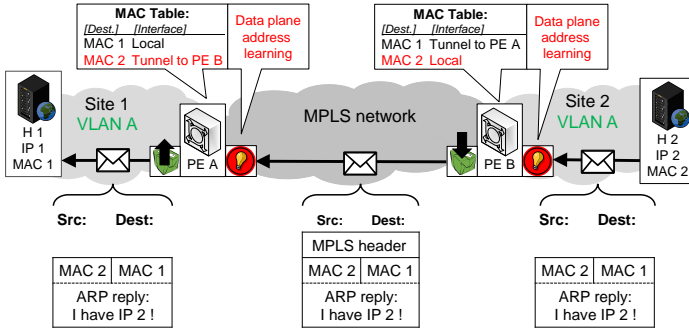 MAC Table:
[Dest.] [Interface]
MAC 1 Local
MAC 2 Tunnel to PE B
Data plane
address
learning
MAC Table:
[Dest.] [Interface]
MAC 1 Tunnel to PE A
MAC 2 Local
Data plane
address
learning
H 1
IP 1
MAC 1
Site 1
VLAN A
PE A
MPLS network
PE B
Site 2
VLAN A
H 2
IP 2
MAC 2
Src: Dest:
MAC 2 MAC 1
ARP reply:
I have IP 2 !
Src: Dest:
MPLS header
MAC 2 MAC 1
ARP reply:
I have IP 2 !
Src: Dest:
MAC 2 MAC 1
ARP reply:
I have IP 2 !